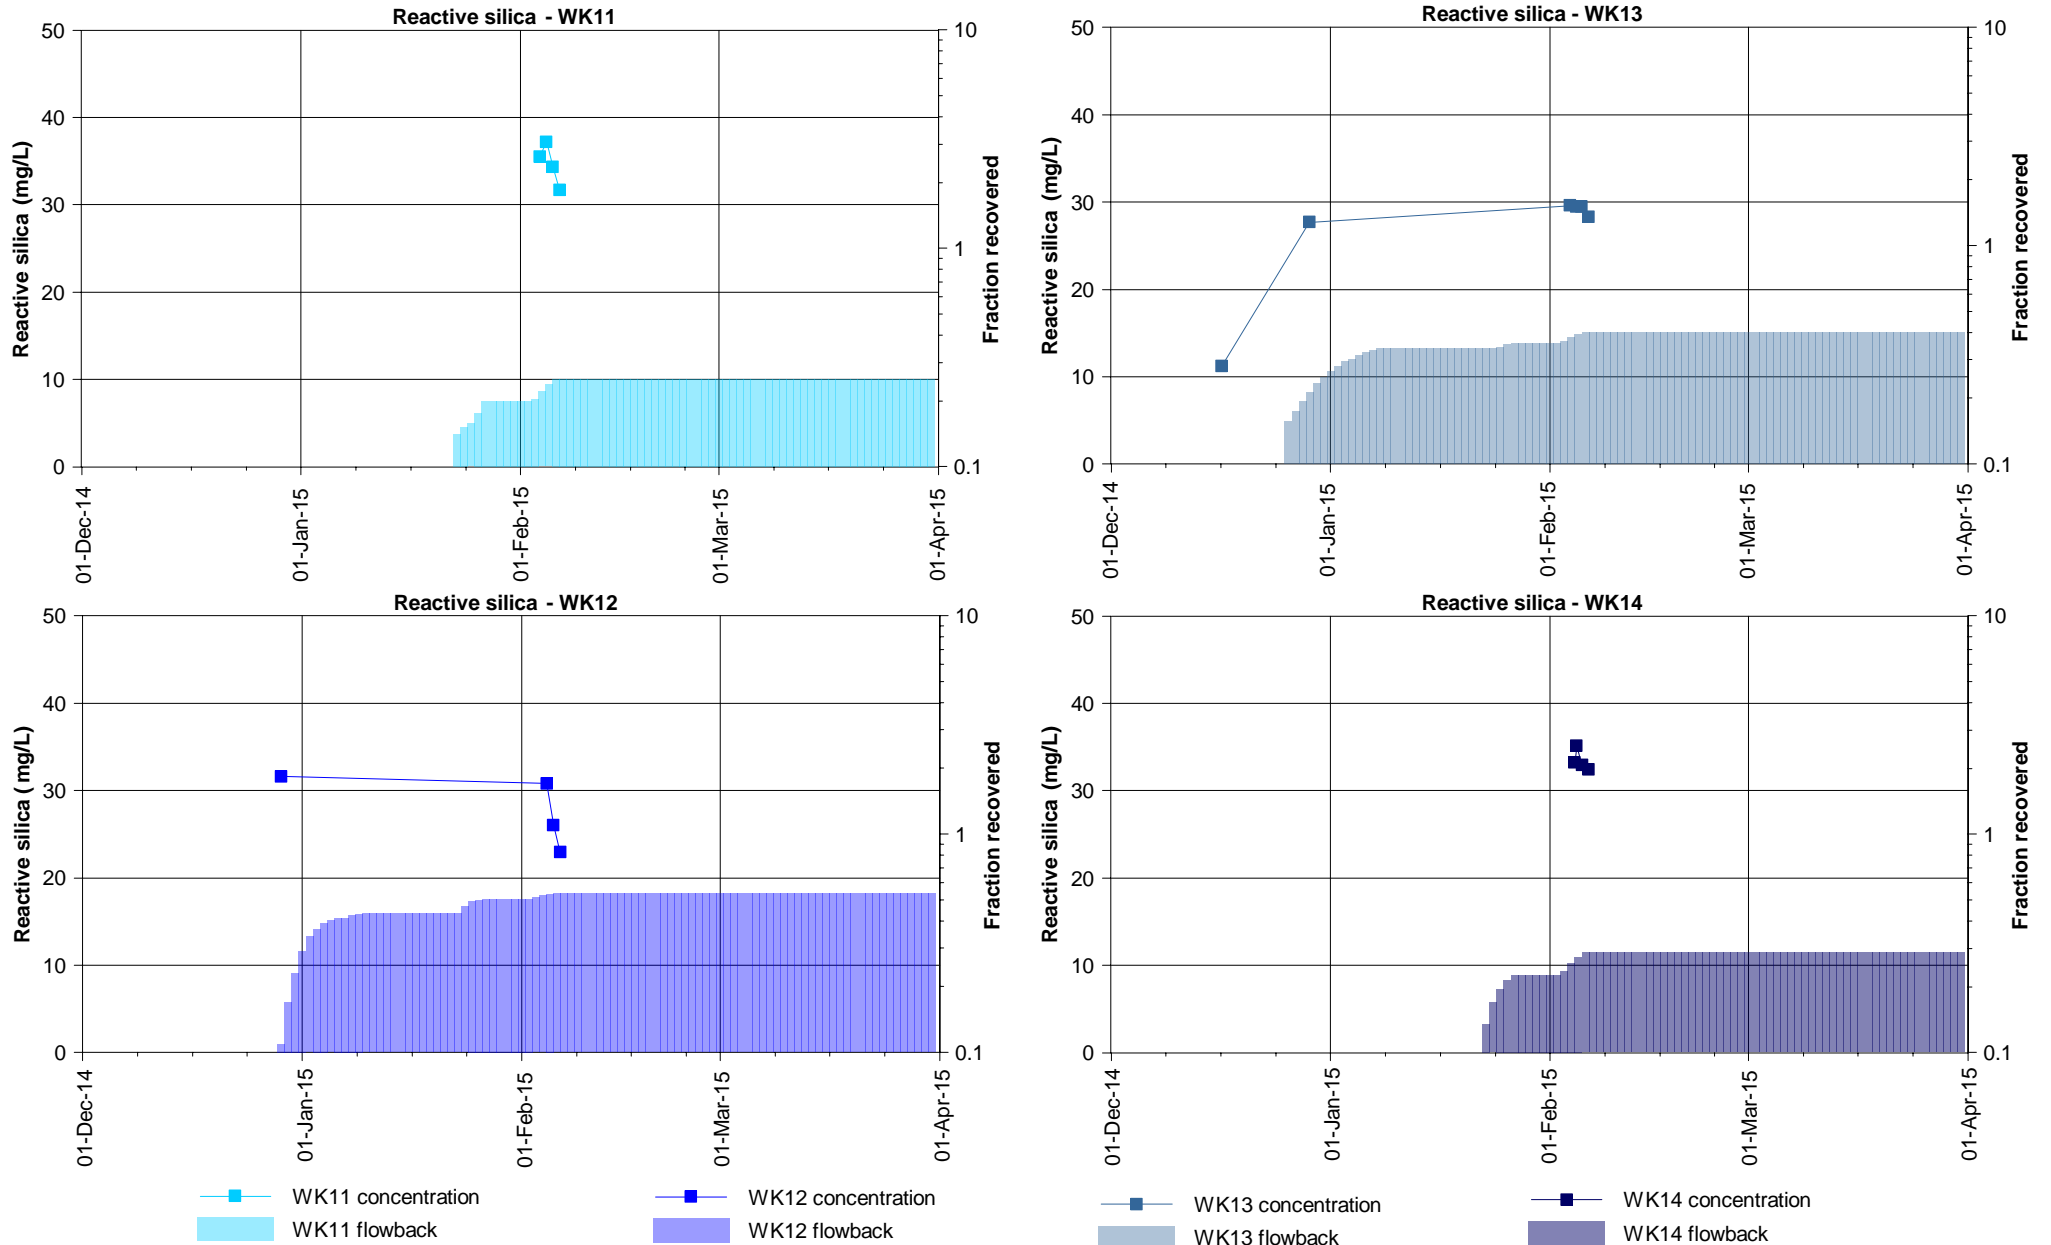 Reactive silica - WK11
50
40
30
20
10
0
Reactive silica (mg/L)
10
1
0.1
Fraction recovered
01-Dec-14
01-Jan-15
01-Feb-15
01-Mar-15
01-Apr-15
Reactive silica - WK13
50
40
30
20
10
0
Reactive silica (mg/L)
10
1
0.1
Fraction recovered
01-Dec-14
01-Jan-15
01-Feb-15
01-Mar-15
01-Apr-15
Reactive silica - WK12
50
40
30
20
10
0
Reactive silica (mg/L)
10
1
0.1
Fraction recovered
01-Dec-14
01-Jan-15
01-Feb-15
01-Mar-15
01-Apr-15
Reactive silica - WK14
50
40
30
20
10
0
Reactive silica (mg/L)
10
1
0.1
Fraction recovered
01-Dec-14
01-Jan-15
01-Feb-15
01-Mar-15
01-Apr-15
WK11 concentration
WK11 flowback
WK12 concentration
WK12 flowback
WK13 concentration
WK13 flowback
WK14 concentration
WK14 flowback